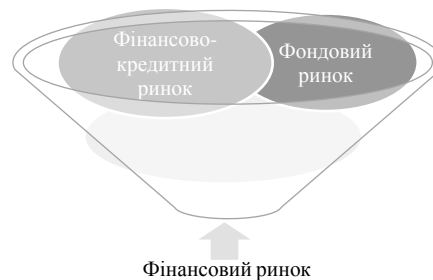 Фінансово-
кредитний
ринок
Фондовий
ринок
Фінансовий ринок